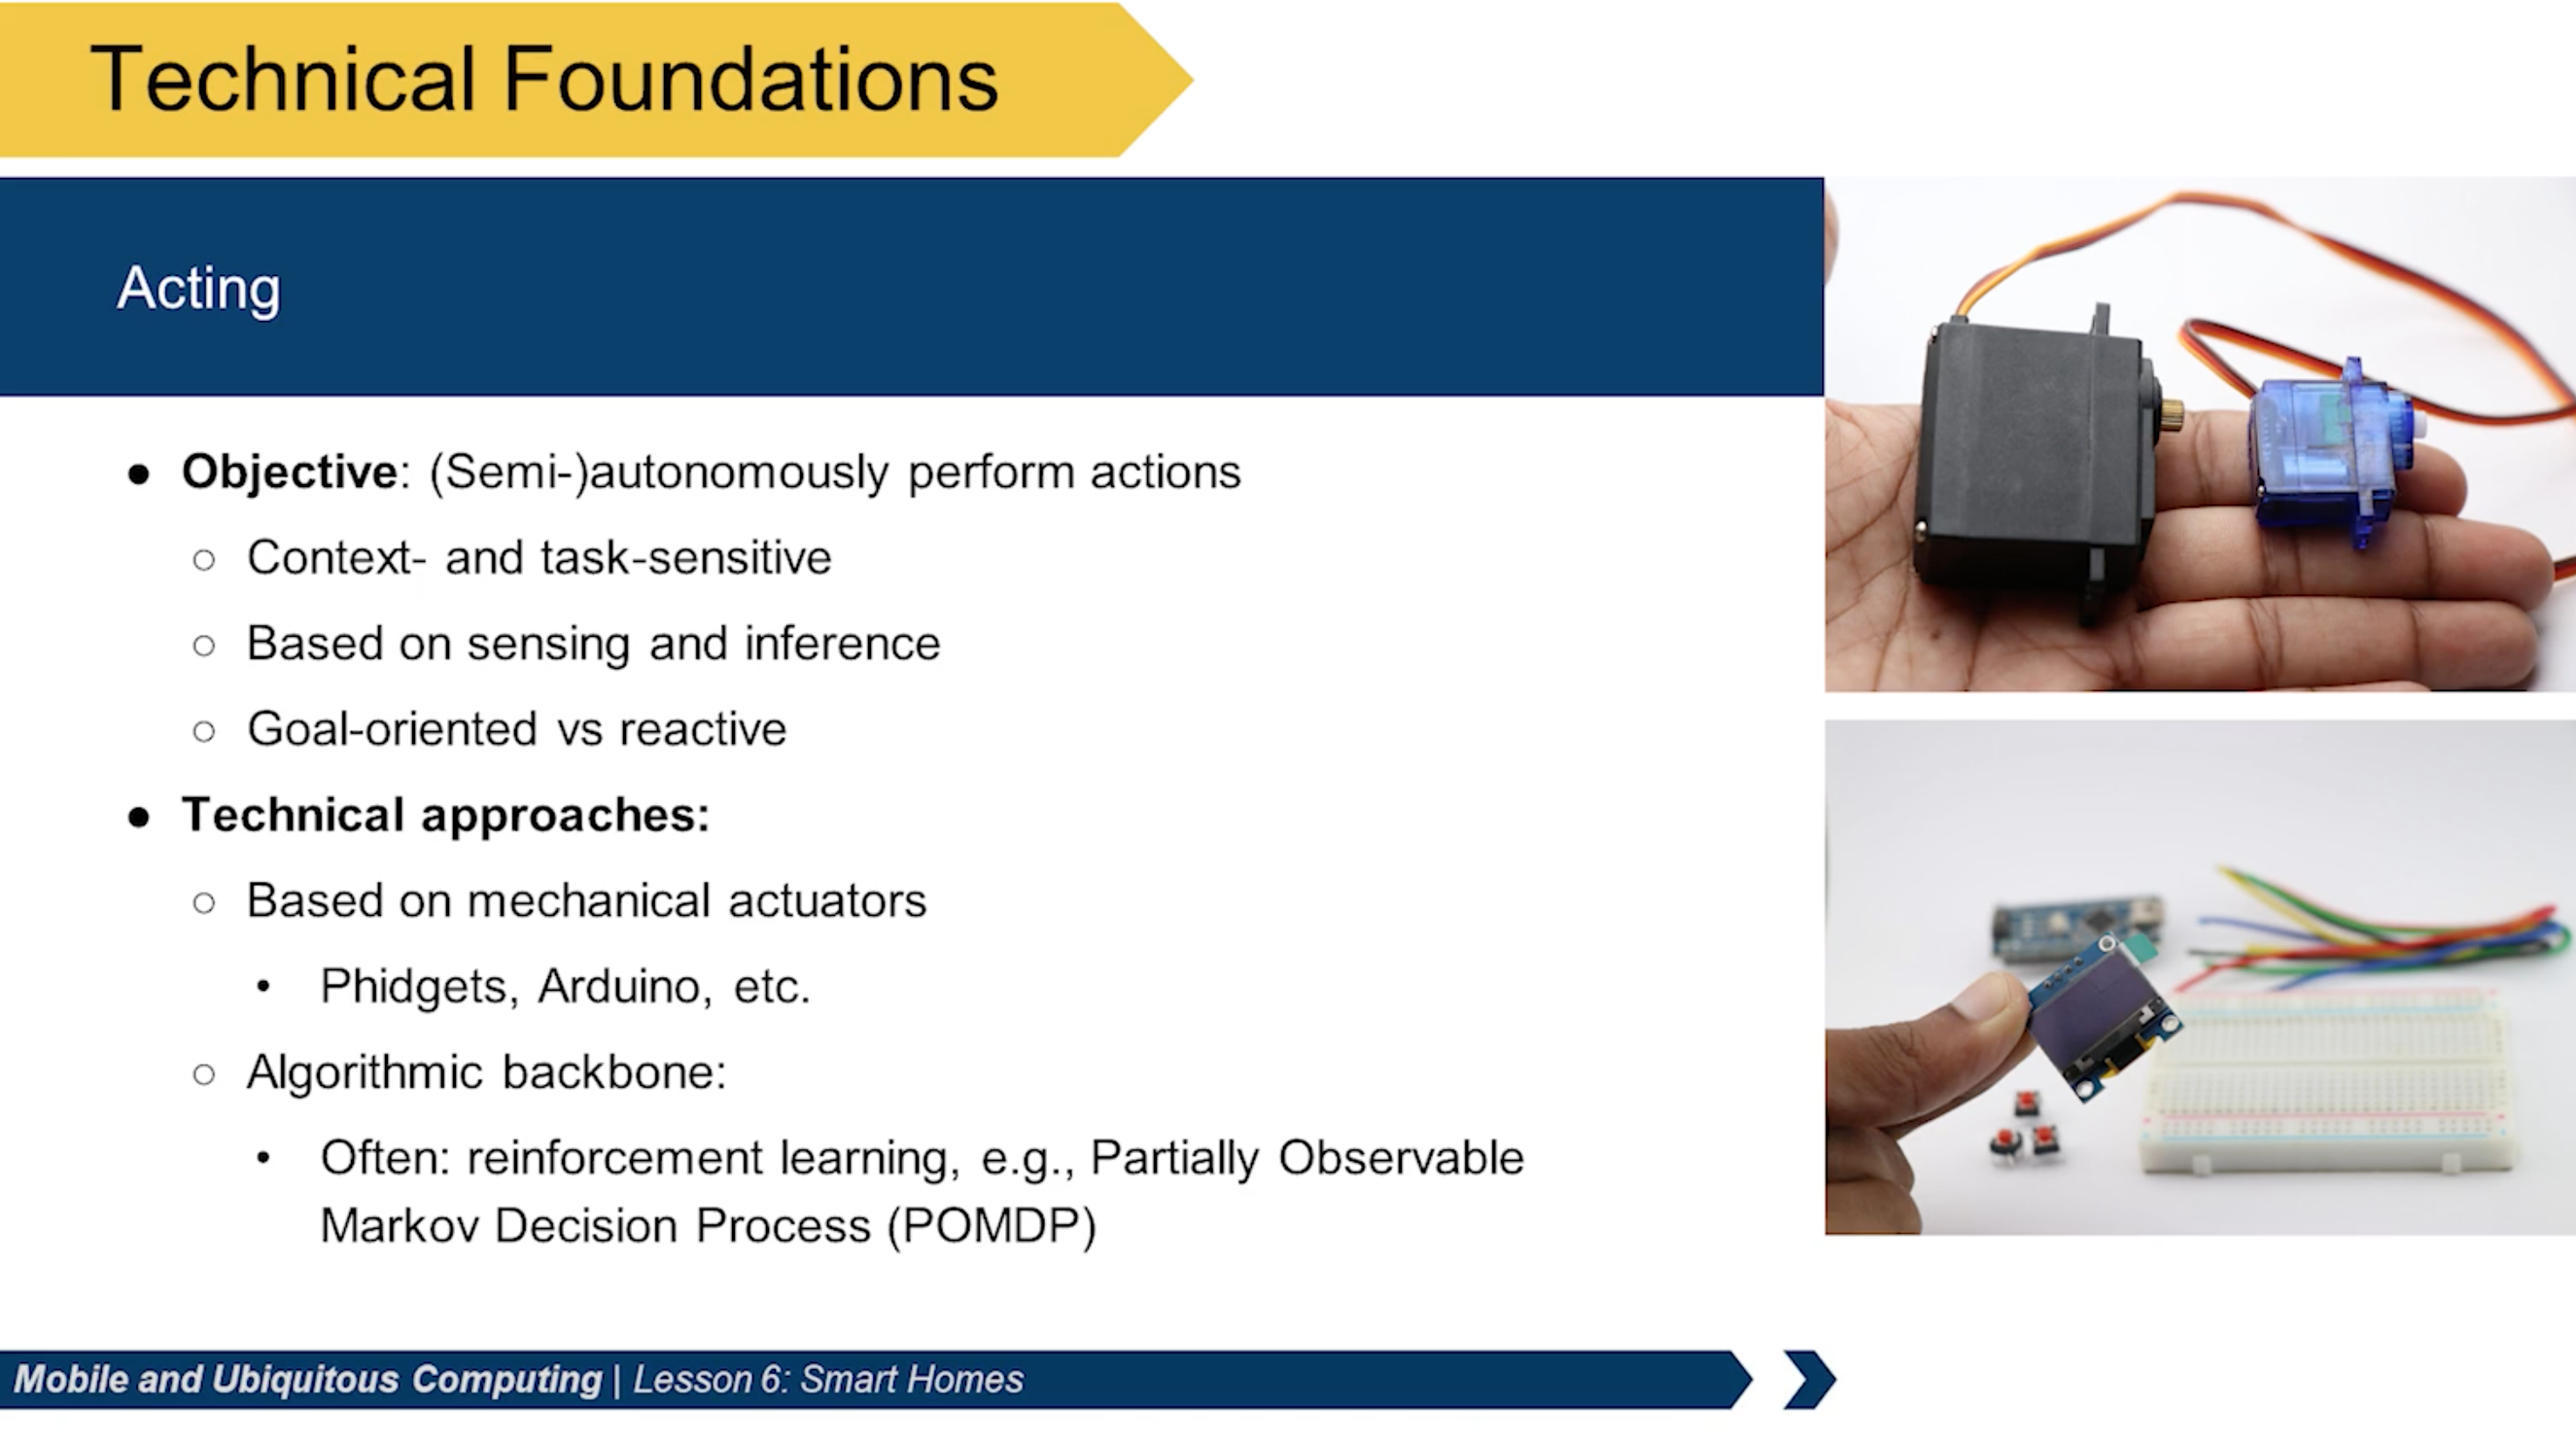 Technical Foundations
Acting
● Objective: (Semi-)autonomously perform actions
○ Context- and task-sensitive
○ Based on sensing and inference
○ Goal-oriented vs reactive
● Technical approaches:
○ Based on mechanical actuators
• Phidgets, Arduino, etc.
○ Algorithmic backbone:
• Often: reinforcement learning, e.g., Partially Observable
Markov Decision Process (POMDP)
Mobile and Ubiquitous Computing | Lesson 6: Smart Homes